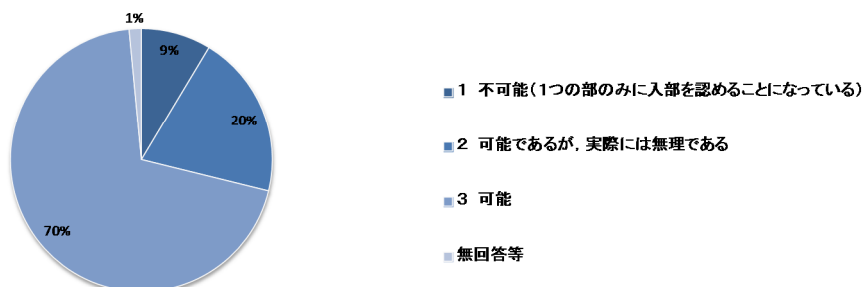 1%
9%
20%
70%
1 不可能(1つの部のみに入部を認めることになっている)
2 可能であるが,実際には無理である
3 可能
無回答等